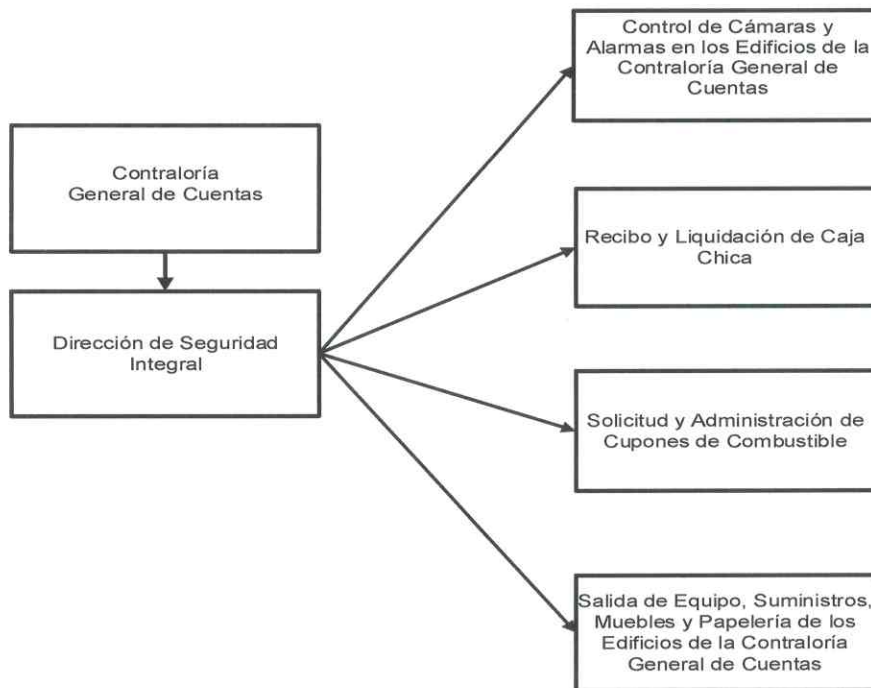 Contraloría
General de Cuentas
Dirección de Seguridad
Integral
Control de Cámaras y
Alarmas en los Edificios de la
Contraloría General de
Cuentas
Recibo y Liquidación de Caja
Chica
Solicitud y Administración de
Cupones de Combustible
Salida de Equipo, Suministros,
Muebles y Papelería de los
Edificios de la Contraloría
General de Cuentas